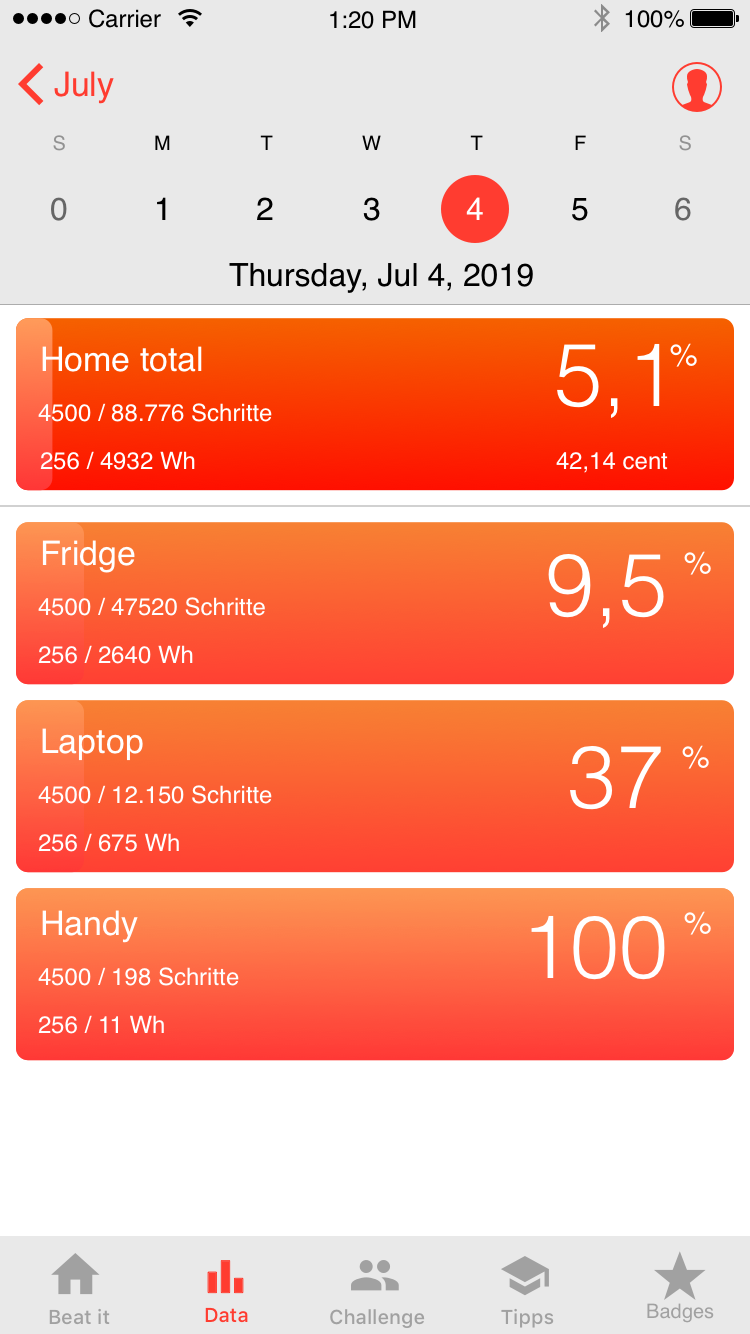 Carrier 1:20 PM 100%
July
S M T W T F S
0 1 2 3 4 5 6
Thursday, Jul 4, 2019
Home total 5,1%
4500 / 88.776 Schritte
256 / 4932 Wh 42,14 cent
Fridge 9,5 %
4500 / 47520 Schritte
256 / 2640 Wh
Laptop 37 %
4500 / 12.150 Schritte
256 / 675 Wh
Handy 100 %
4500 / 198 Schritte
256 / 11 Wh
Beat it Data Challenge Tipps Badges